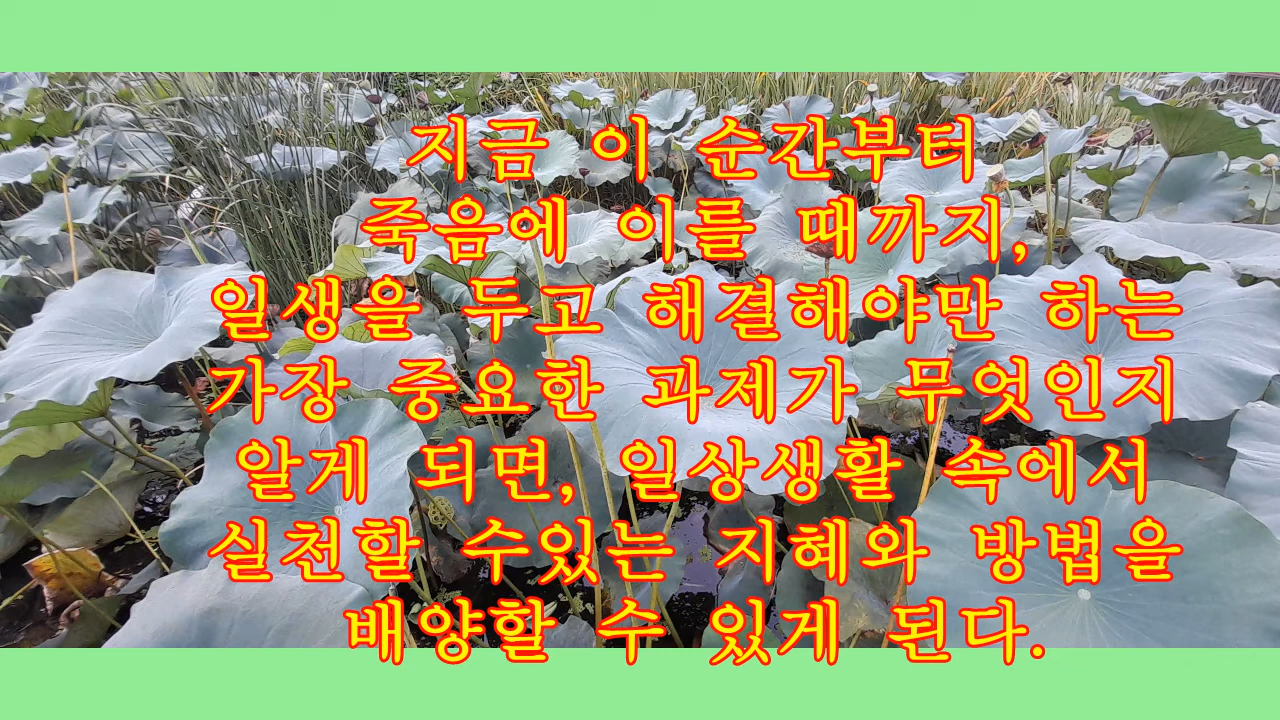 지금 이 순간부터
죽음에 이를 때까지,
일생을 두고 해결해야만 하는
가장 중요한 과제가 무엇인지
알게 되면, 일상생활 속에서
실천할 수있는 지혜와 방법을
배양할 수 있게 된다.